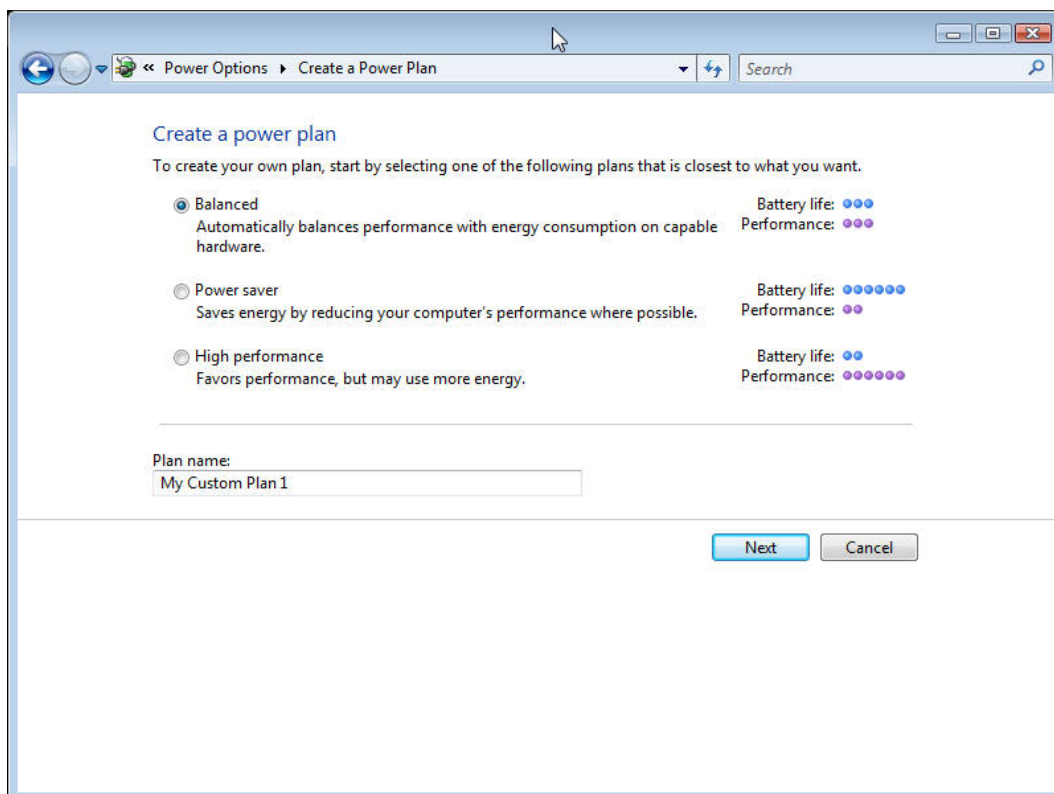 « Power Options ▸ Create a Power Plan
Search
Create a power plan
To create your own plan, start by selecting one of the following plans that is closest to what you want.
Balanced
Battery life:
Automatically balances performance with energy consumption on capable
Performance:
hardware.
Power saver
Battery life:
Saves energy by reducing your computer's performance where possible.
Performance:
High performance
Battery life:
Favors performance, but may use more energy.
Performance:
Plan name:
My Custom Plan 1
Next
Cancel